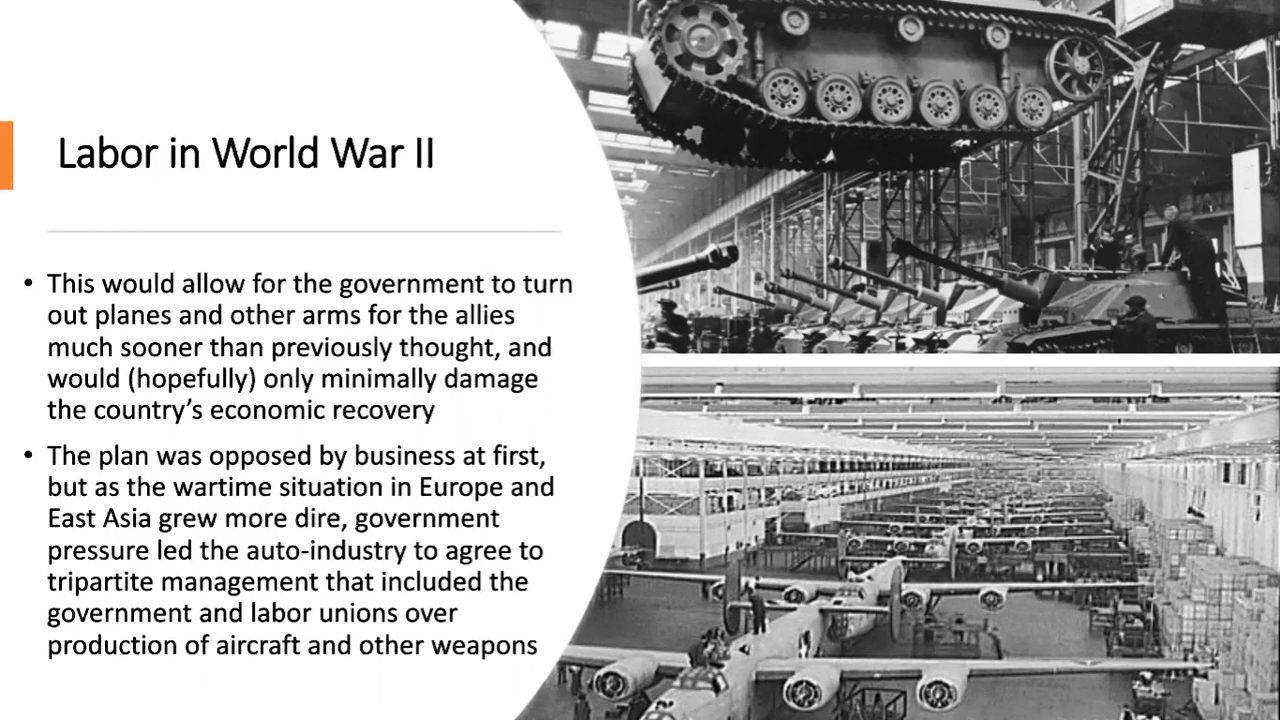 Labor in World War II
• This would allow for the government to turn
out planes and other arms for the allies
much sooner than previously thought, and
would (hopefully) only minimally damage
the country’s economic recovery
• The plan was opposed by business at first,
but as the wartime situation in Europe and
East Asia grew more dire, government
pressure led the auto-industry to agree to
tripartite management that included the
government and labor unions over
production of aircraft and other weapons